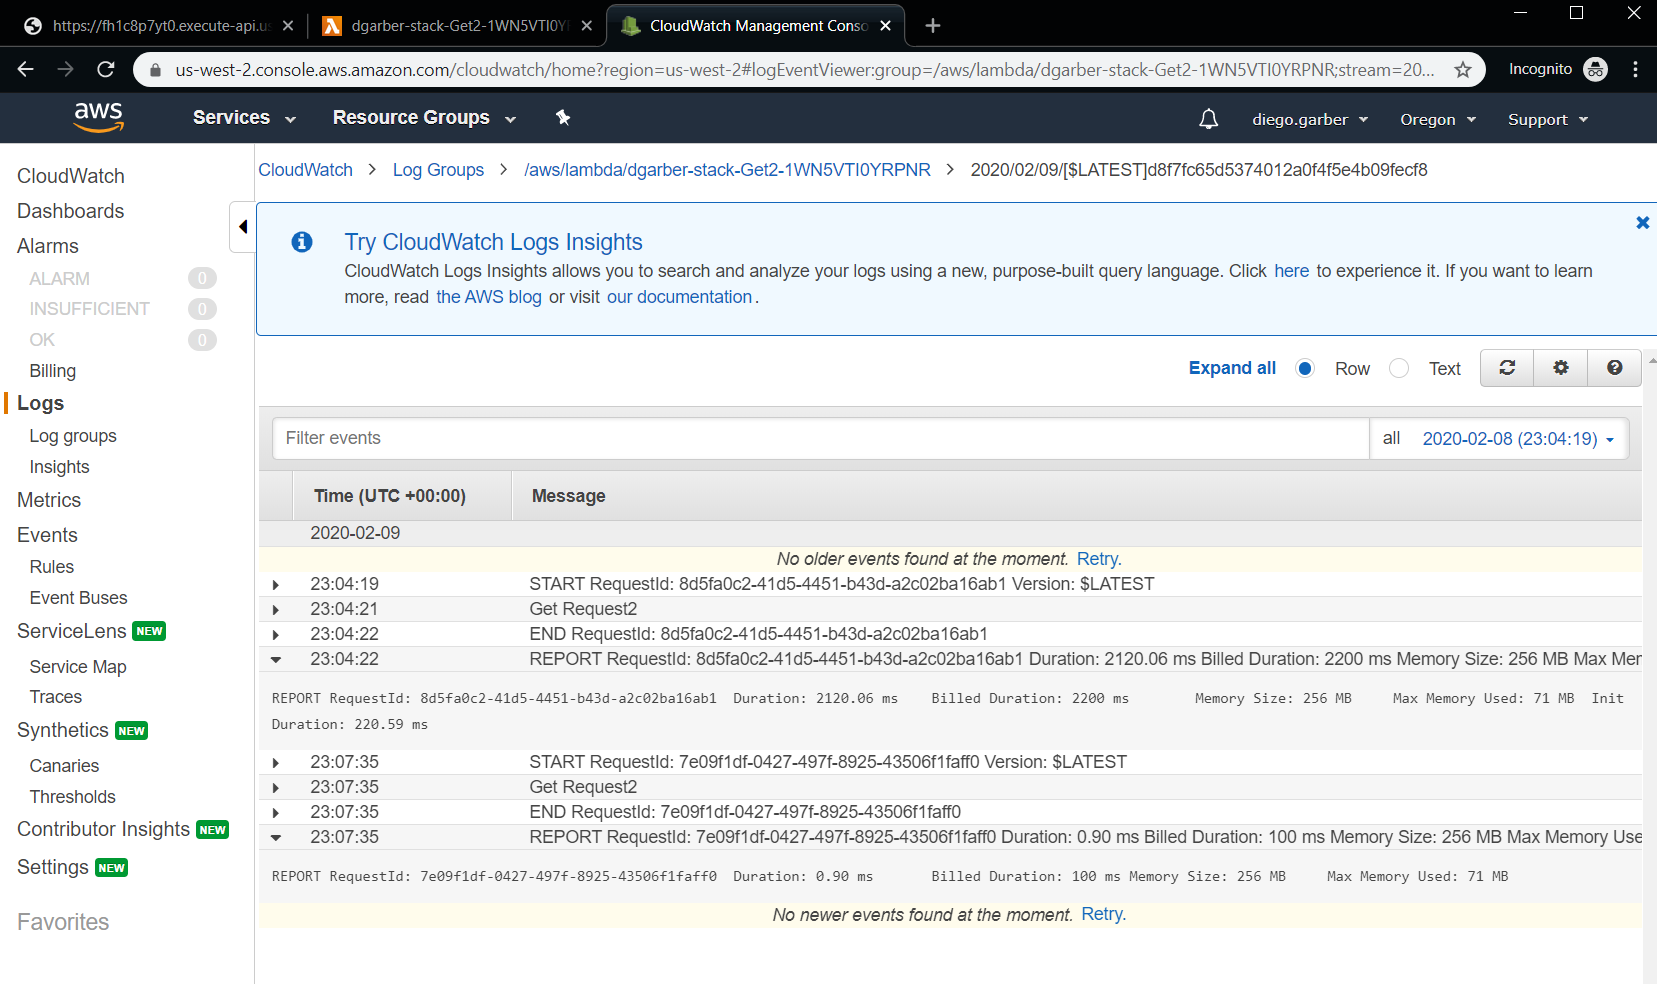 https://fh1c8p7yt0.execute-api.us
dgarber-stack-Get2-1WN5VTI0YR
CloudWatch Management Conso
us-west-2.console.aws.amazon.com/cloudwatch/home?region=us-west-2#logEventViewer:group=/aws/lambda/dgarber-stack-Get2-1WN5VTI0YRPNR;stream=20...
Incognito
aws
Services
Resource Groups
diego.garber
Oregon
Support
CloudWatch
Dashboards
Alarms
ALARM 0
INSUFFICIENT 0
OK 0
Billing
Logs
Log groups
Insights
Metrics
Events
Rules
Event Buses
ServiceLens NEW
Service Map
Traces
Synthetics NEW
Canaries
Thresholds
Contributor Insights NEW
Settings NEW
Favorites
CloudWatch > Log Groups > /aws/lambda/dgarber-stack-Get2-1WN5VTI0YRPNR > 2020/02/09/[$LATEST]d8f7fc65d5374012a0f4f5e4b09fecf8
Try CloudWatch Logs Insights
CloudWatch Logs Insights allows you to search and analyze your logs using a new, purpose-built query language. Click here to experience it. If you want to learn
more, read the AWS blog or visit our documentation.
Expand all Row Text
Filter events
all 2020-02-08 (23:04:19)
Time (UTC +00:00) Message
2020-02-09
No older events found at the moment. Retry.
23:04:19 START RequestId: 8d5fa0c2-41d5-4451-b43d-a2c02ba16ab1 Version: $LATEST
23:04:21 Get Request2
23:04:22 END RequestId: 8d5fa0c2-41d5-4451-b43d-a2c02ba16ab1
23:04:22 REPORT RequestId: 8d5fa0c2-41d5-4451-b43d-a2c02ba16ab1 Duration: 2120.06 ms Billed Duration: 2200 ms Memory Size: 256 MB Max Mer
REPORT RequestId: 8d5fa0c2-41d5-4451-b43d-a2c02ba16ab1 Duration: 2120.06 ms Billed Duration: 2200 ms Memory Size: 256 MB Max Memory Used: 71 MB Init
Duration: 220.59 ms
23:07:35 START RequestId: 7e09f1df-0427-497f-8925-43506f1faff0 Version: $LATEST
23:07:35 Get Request2
23:07:35 END RequestId: 7e09f1df-0427-497f-8925-43506f1faff0
23:07:35 REPORT RequestId: 7e09f1df-0427-497f-8925-43506f1faff0 Duration: 0.90 ms Billed Duration: 100 ms Memory Size: 256 MB Max Memory Use
REPORT RequestId: 7e09f1df-0427-497f-8925-43506f1faff0 Duration: 0.90 ms Billed Duration: 100 ms Memory Size: 256 MB Max Memory Used: 71 MB
No newer events found at the moment. Retry.